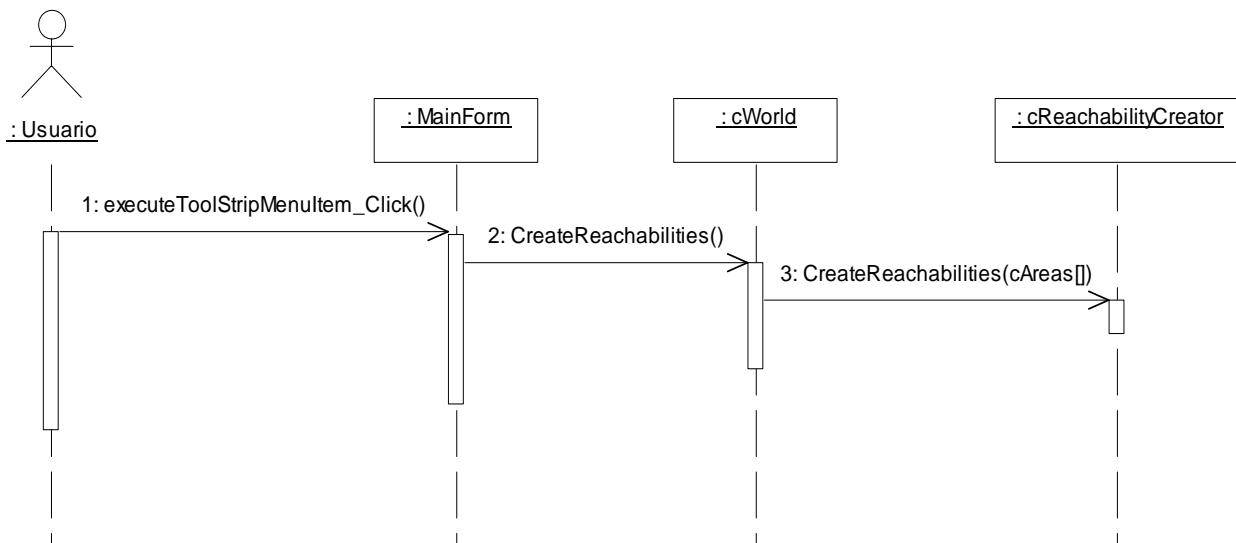 : Usuario
: MainForm
: cWorld
: cReachabilityCreator
1: executeToolStripMenuItem_Click()
2: CreateReachabilities()
3: CreateReachabilities(cAreas[])